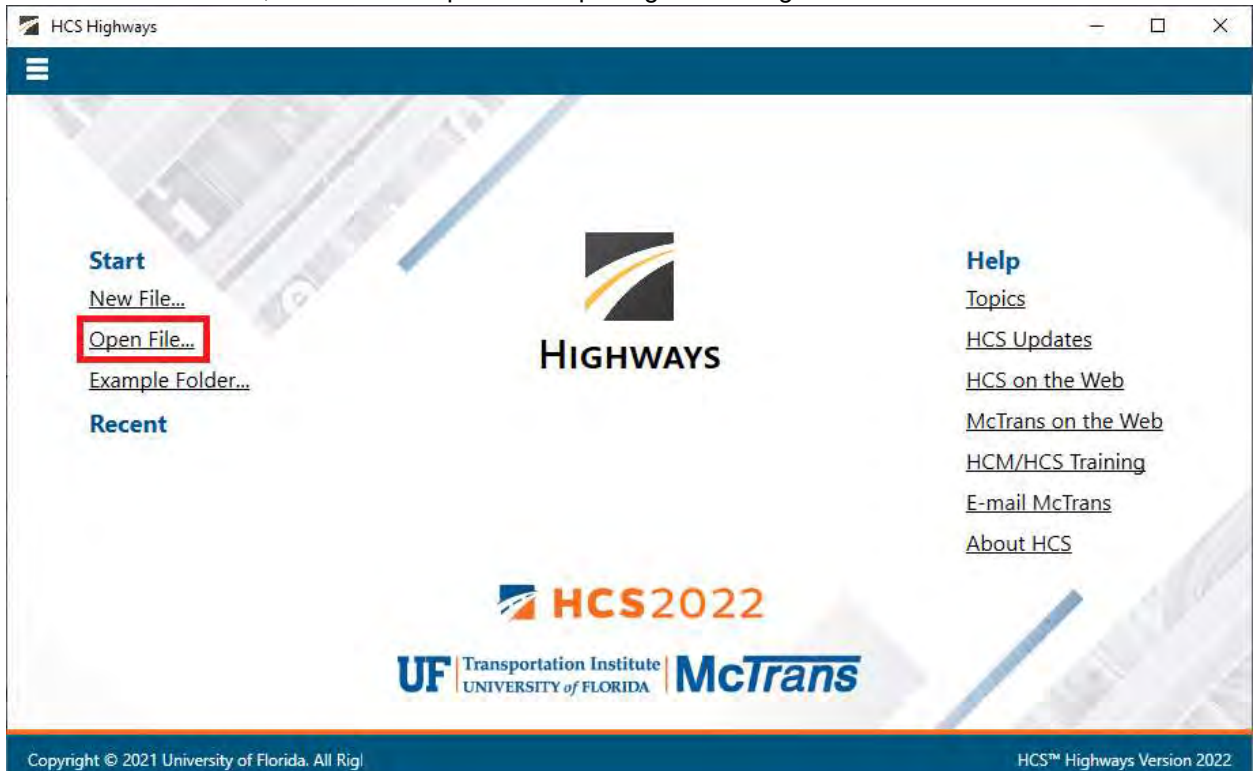 HCS Highways
Start
New File...
Open File...
Example Folder...
Recent
HIGHWAYS
Help
Topics
HCS Updates
HCS on the Web
McTrans on the Web
HCM/HCS Training
E-mail McTrans
About HCS
HCS2022
UF Transportation Institute McTrans
UNIVERSITY of FLORIDA
Copyright © 2021 University of Florida. All Rigl
HCS™ Highways Version 2022